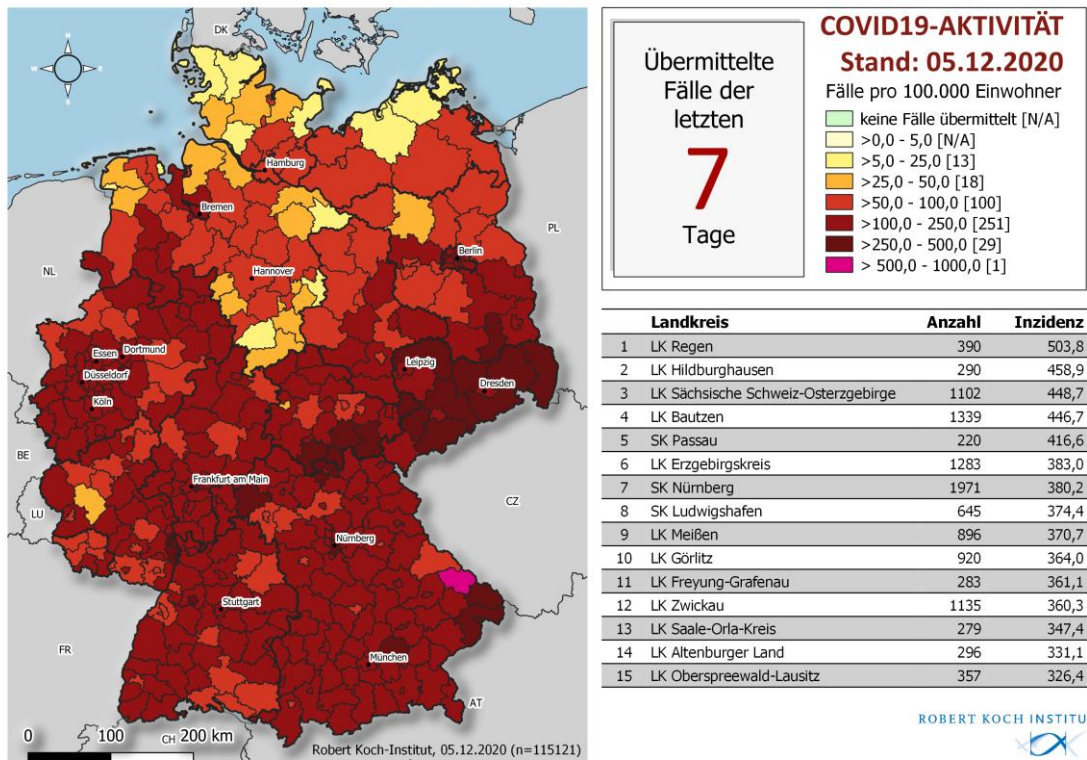 DK
N
W
E
S
Hamburg
Bremen
PL
Berlin
NL
Hannover
Essen
Dortmund
Düsseldorf
Leipzig
Dresden
Köln
BE
Frankfurt am Main
LU
CZ
Nürnberg
Stuttgart
FR
München
AT
0 100 200 km
CH
Robert Koch-Institut, 05.12.2020 (n=115121)
Übermittelte
Fälle der
letzten
7
Tage
COVID19-AKTIVITÄT
Stand: 05.12.2020
Fälle pro 100.000 Einwohner
keine Fälle übermittelt [N/A]
>0,0 - 5,0 [N/A]
>5,0 - 25,0 [13]
>25,0 - 50,0 [18]
>50,0 - 100,0 [100]
>100,0 - 250,0 [251]
>250,0 - 500,0 [29]
> 500,0 - 1000,0 [1]
Landkreis Anzahl Inzidenz
1 LK Regen 390 503,8
2 LK Hildburghausen 290 458,9
3 LK Sächsische Schweiz-Osterzgebirge 1102 448,7
4 LK Bautzen 1339 446,7
5 SK Passau 220 416,6
6 LK Erzgebirgskreis 1283 383,0
7 SK Nürnberg 1971 380,2
8 SK Ludwigshafen 645 374,4
9 LK Meißen 896 370,7
10 LK Görlitz 920 364,0
11 LK Freyung-Grafenau 283 361,1
12 LK Zwickau 1135 360,3
13 LK Saale-Orla-Kreis 279 347,4
14 LK Altenburger Land 296 331,1
15 LK Oberspreewald-Lausitz 357 326,4
ROBERT KOCH INSTITU